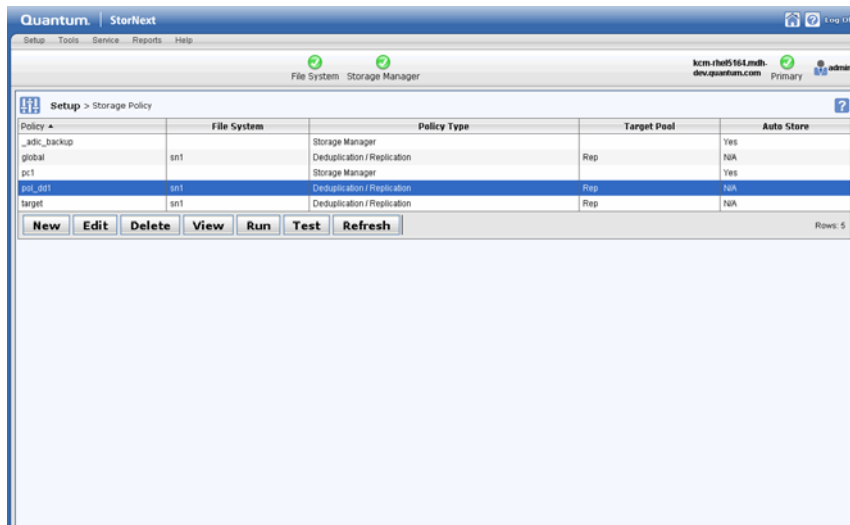 Quantum. | StorNext
Log O
Setup Tools Service Reports Help
File System Storage Manager
kcm-rhel5164.mdh-
dev.quantum.com Primary admin
Setup > Storage Policy
Policy File System Policy Type Target Pool Auto Store
_adic_backup Storage Manager Yes
global sn1 Deduplication / Replication Rep N/A
pc1 Storage Manager Yes
pol_dd1 sn1 Deduplication / Replication Rep N/A
target sn1 Deduplication / Replication Rep N/A
New Edit Delete View Run Test Refresh Rows: 5